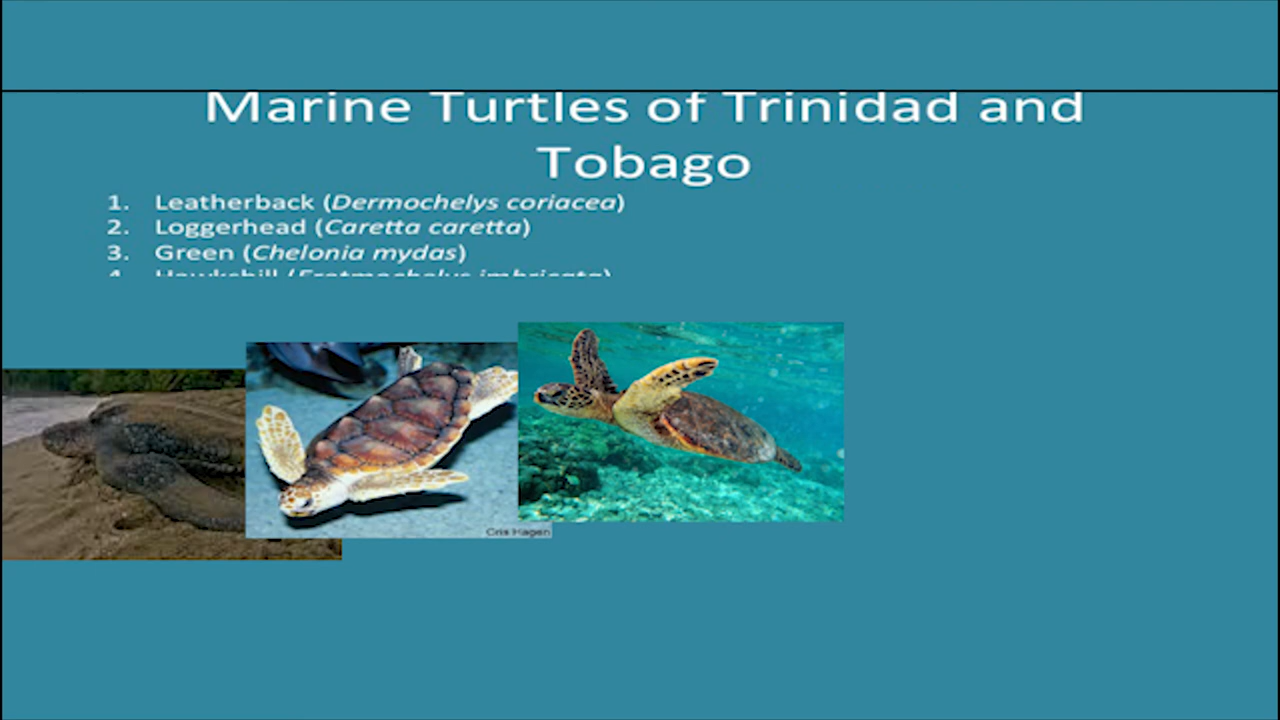 Marine Turtles of Trinidad and
Tobago
1. Leatherback (Dermochelys coriacea)
2. Loggerhead (Caretta caretta)
3. Green (Chelonia mydas)
4. Hawksbill (Eretmochelys imbricata)
Cris Hagen